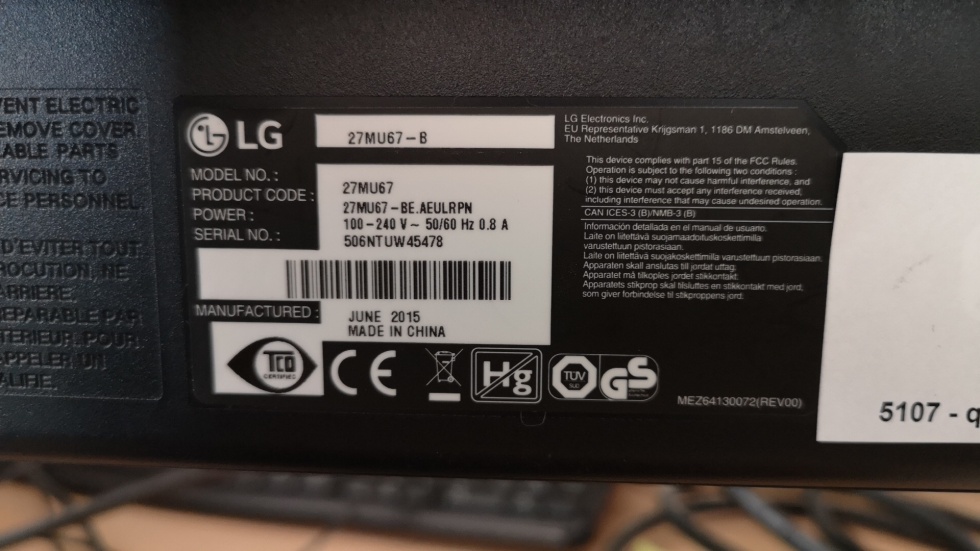 VENT ELECTRIC
EMOVE COVER.
ABLE PARTS
RVICING TO
CE PERSONNEL.
D'EVITER TOUT
ROCUTION, NE
ARRIERE.
REPARABLE PAR
TERIEUR. POUR
APPELER UN
ALIFIE.
LG
27MU67-B
MODEL NO. : 27MU67
PRODUCT CODE : 27MU67-BE.AEULRPN
POWER : 100-240 V ~ 50/60 Hz 0.8 A
SERIAL NO. : 506NTUW45478
MANUFACTURED : JUNE 2015
MADE IN CHINA
TCO
CERTIFIED
CE
Hg
TUV
SUD
GS
LG Electronics Inc.
EU Representative Krijgsman 1, 1186 DM Amstelveen,
The Netherlands
This device complies with part 15 of the FCC Rules.
Operation is subject to the following two conditions :
(1) this device may not cause harmful interference, and
(2) this device must accept any interference received,
including interference that may cause undesired operation.
CAN ICES-3 (B)/NMB-3 (B)
Información detallada en el manual de usuario.
Laite on liitettävä suojamaadoituskoskettimilla
varustettuun pistorasiaan.
Laite on liitettävä suojakoskettimilla varustettuun pistorasiaan.
Apparaten skall anslutas till jordat uttag.
Apparatet må tilkoples jordet stikkontakt.
Apparatets stikprop skal tilsluttes en stikkontakt med jord,
som giver forbindelse til stikproppens jord.
MEZ64130072(REV00)
5107 - q